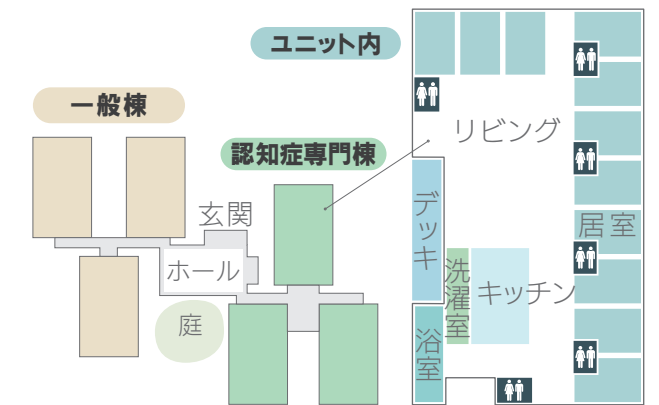 ユニット内
一般棟
認知症専門棟
リビング
玄関
デッキ
居室
ホール
洗濯室
キッチン
庭
浴室